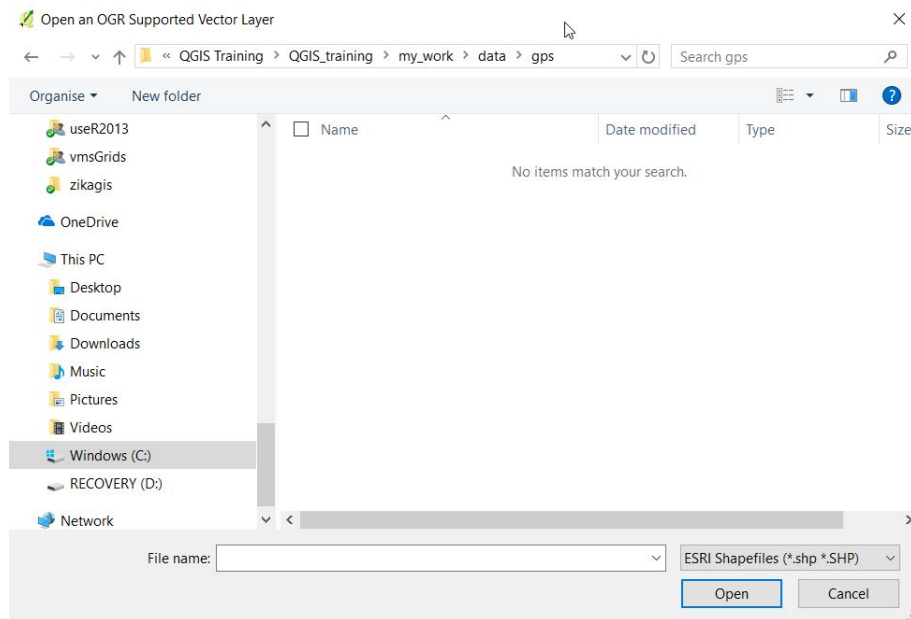 Open an OGR Supported Vector Layer
« QGIS Training > QGIS_training > my_work > data > gps
Search gps
Organise
New folder
useR2013
vmsGrids
zikagis
OneDrive
This PC
Desktop
Documents
Downloads
Music
Pictures
Videos
Windows (C:)
RECOVERY (D:)
Network
Name Date modified Type Size
No items match your search.
File name:
ESRI Shapefiles (*.shp *.SHP)
Open Cancel